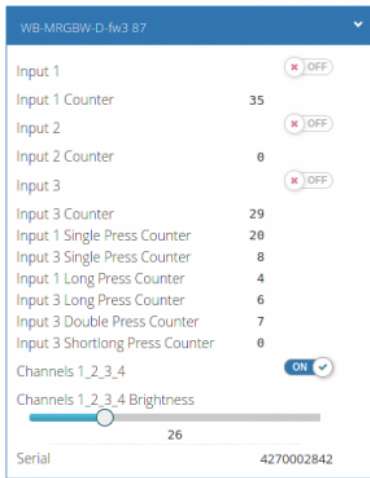 WB-MRGBW-D-fw3 87
Input 1 OFF
Input 1 Counter 35
Input 2 OFF
Input 2 Counter 0
Input 3 OFF
Input 3 Counter 29
Input 1 Single Press Counter 20
Input 3 Single Press Counter 8
Input 1 Long Press Counter 4
Input 3 Long Press Counter 6
Input 3 Double Press Counter 7
Input 3 Shortlong Press Counter 0
Channels 1_2_3_4 ON
Channels 1_2_3_4 Brightness
26
Serial 4270002842